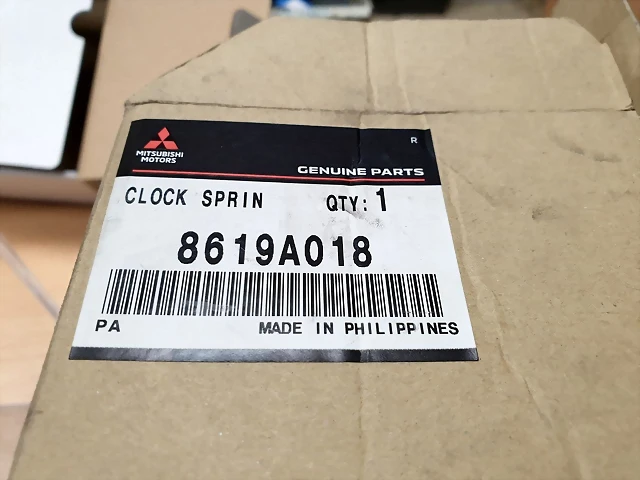 R
MITSUBISHI
MOTORS
GENUINE PARTS
CLOCK SPRIN QTY: 1
8619A018
PA MADE IN PHILIPPINES